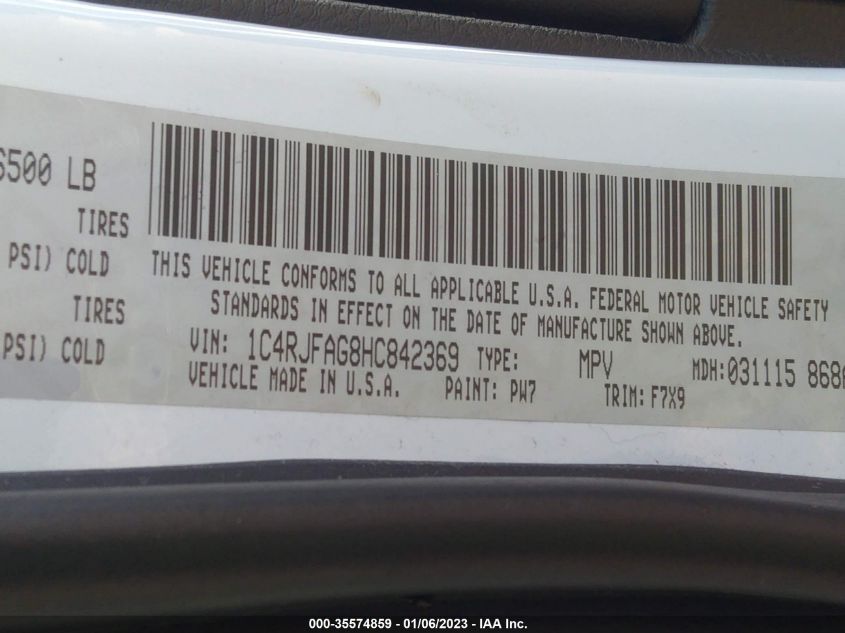 6500 LB
TIRES
PSI) COLD
TIRES
PSI) COLD
THIS VEHICLE CONFORMS TO ALL APPLICABLE U.S.A. FEDERAL MOTOR VEHICLE SAFETY
STANDARDS IN EFFECT ON THE DATE OF MANUFACTURE SHOWN ABOVE.
VIN: 1C4RJFAG8HC842369 TYPE: MPV MDH:031115 868
VEHICLE MADE IN U.S.A. PAINT: PW7 TRIM: F7X9
000-35574859 - 01/06/2023 - IAA Inc.